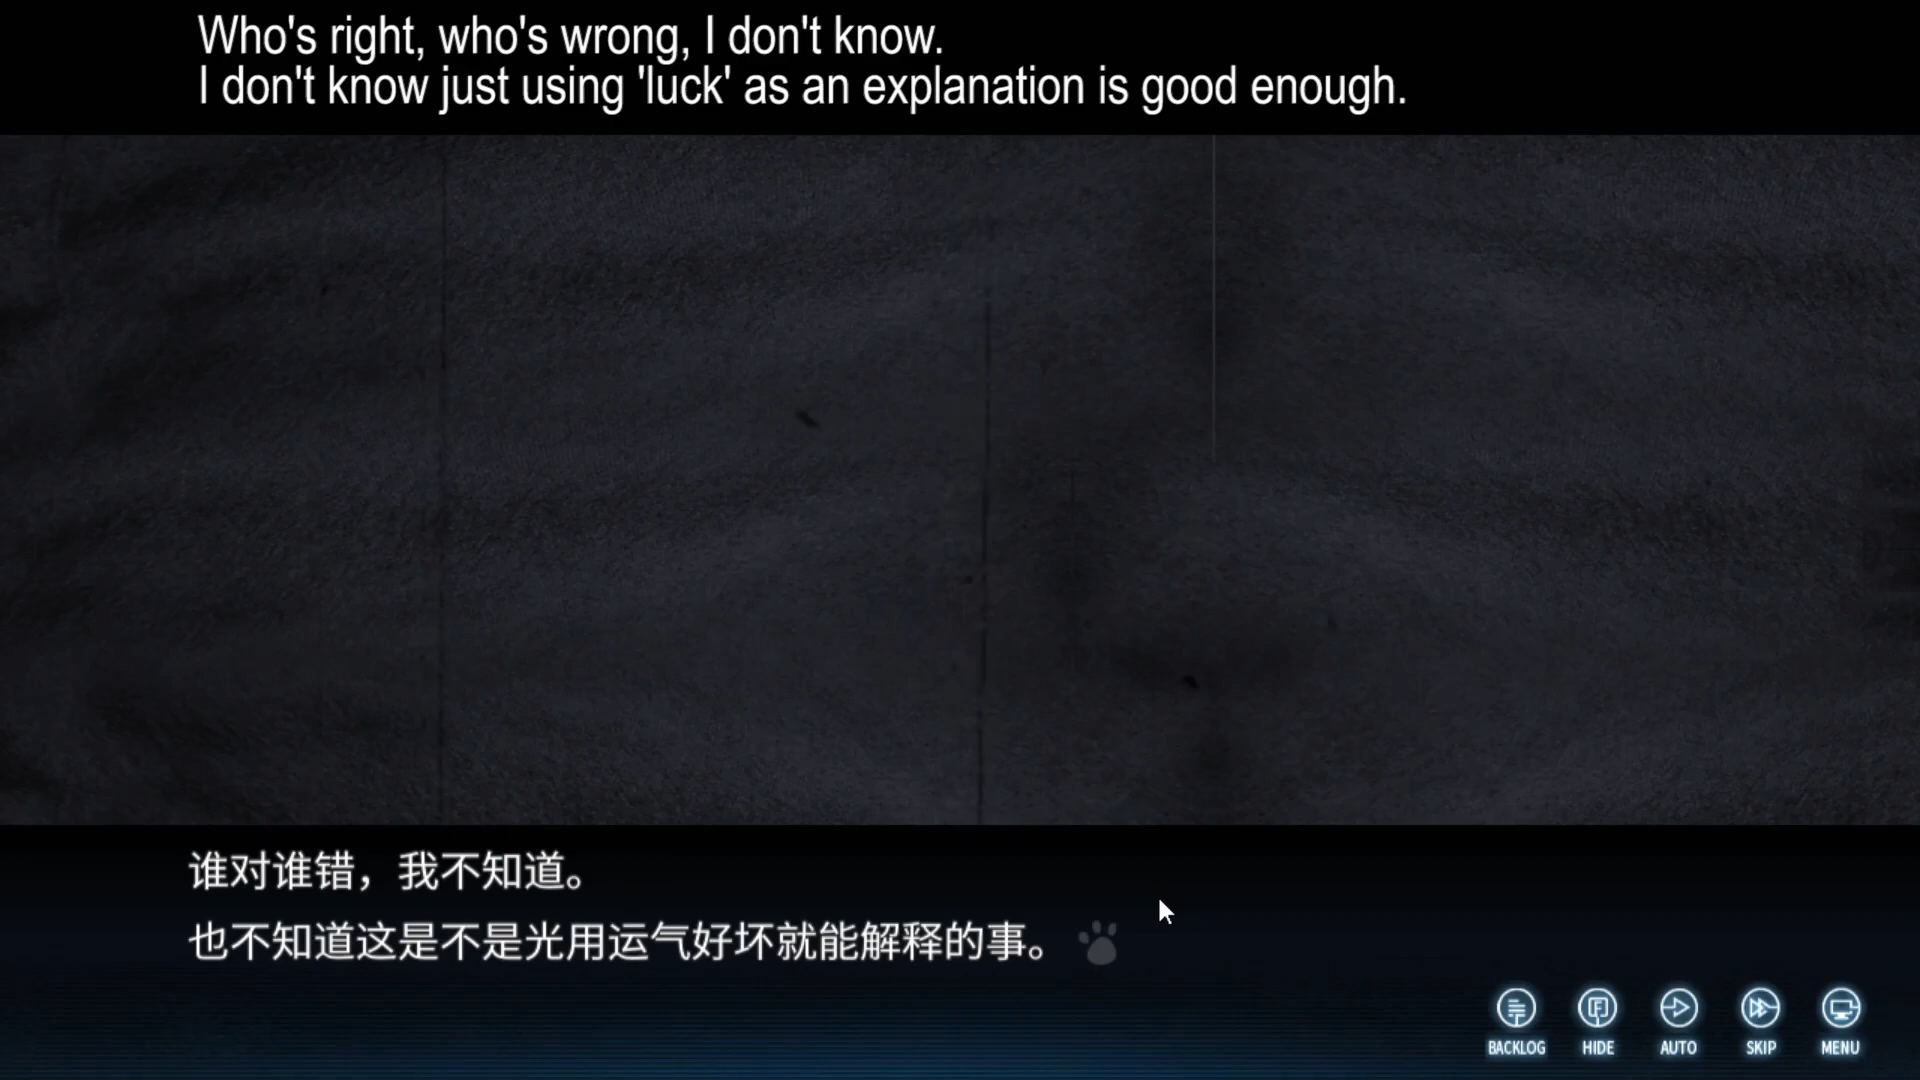 Who's right, who's wrong, I don't know.
I don't know just using 'luck' as an explanation is good enough.
谁对谁错，我不知道。
也不知道这是不是光用运气好坏就能解释的事。
BACKLOG HIDE AUTO SKIP MENU